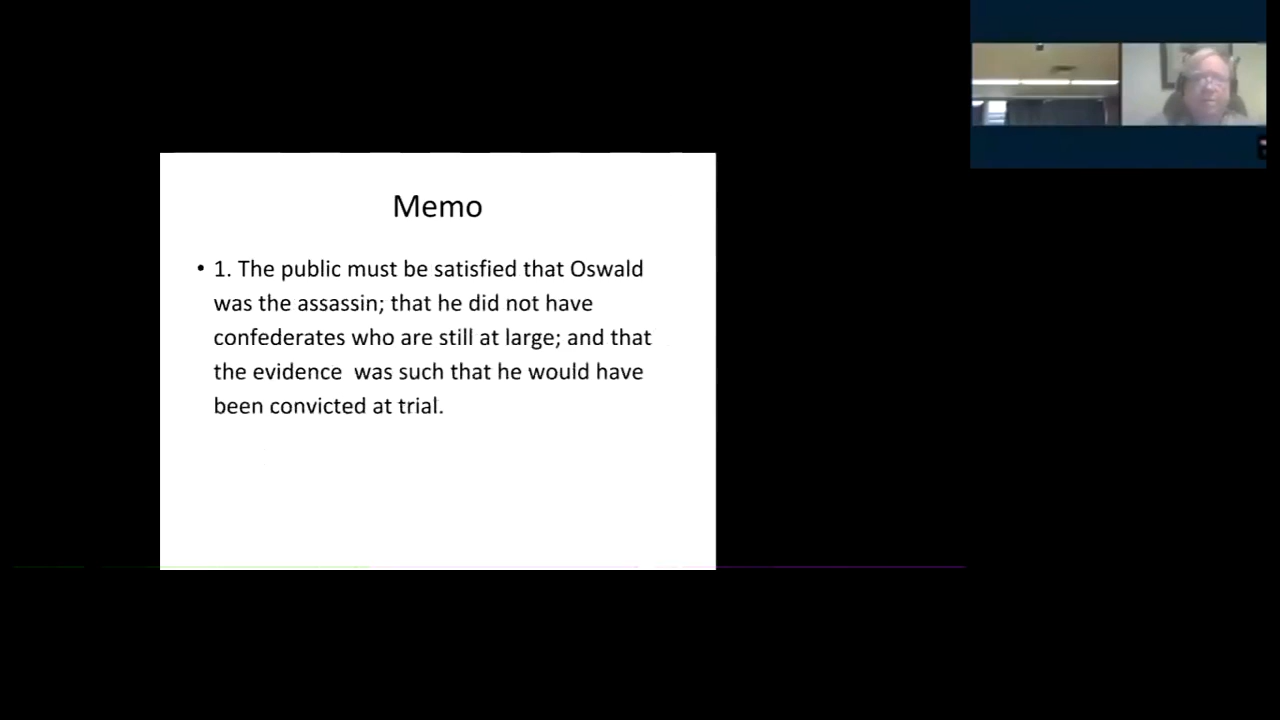 Memo
• 1. The public must be satisfied that Oswald
was the assassin; that he did not have
confederates who are still at large; and that
the evidence  was such that he would have
been convicted at trial.